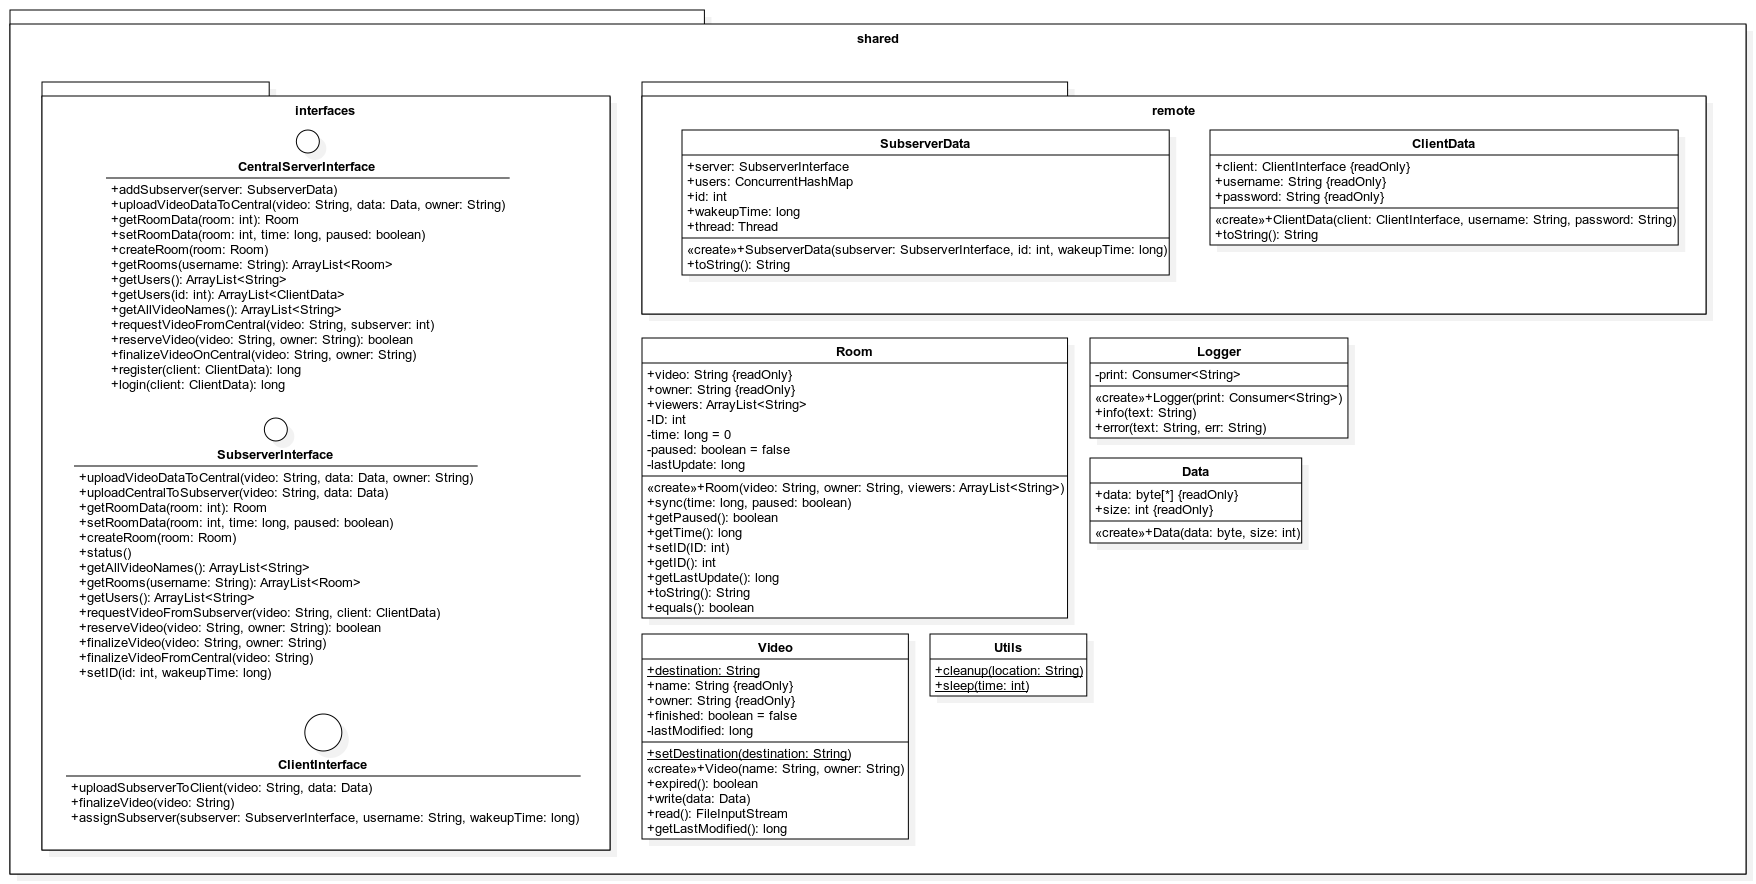 shared
interfaces
CentralServerInterface
+addSubserver(server: SubserverData)
+uploadVideoDataToCentral(video: String, data: Data, owner: String)
+getRoomData(room: int): Room
+setRoomData(room: int, time: long, paused: boolean)
+createRoom(room: Room)
+getRooms(username: String): ArrayList<Room>
+getUsers(): ArrayList<String>
+getUsers(id: int): ArrayList<ClientData>
+getAllVideoNames(): ArrayList<String>
+requestVideoFromCentral(video: String, subserver: int)
+reserveVideo(video: String, owner: String): boolean
+finalizeVideoOnCentral(video: String, owner: String)
+register(client: ClientData): long
+login(client: ClientData): long
SubserverInterface
+uploadVideoDataToCentral(video: String, data: Data, owner: String)
+uploadCentralToSubserver(video: String, data: Data)
+getRoomData(room: int): Room
+setRoomData(room: int, time: long, paused: boolean)
+createRoom(room: Room)
+status()
+getAllVideoNames(): ArrayList<String>
+getRooms(username: String): ArrayList<Room>
+getUsers(): ArrayList<String>
+requestVideoFromSubserver(video: String, client: ClientData)
+reserveVideo(video: String, owner: String): boolean
+finalizeVideo(video: String, owner: String)
+finalizeVideoFromCentral(video: String)
+setID(id: int, wakeupTime: long)
ClientInterface
+uploadSubserverToClient(video: String, data: Data)
+finalizeVideo(video: String)
+assignSubserver(subserver: SubserverInterface, username: String, wakeupTime: long)
remote
SubserverData
+server: SubserverInterface
+users: ConcurrentHashMap
+id: int
+wakeupTime: long
+thread: Thread
«create»+SubserverData(subserver: SubserverInterface, id: int, wakeupTime: long)
+toString(): String
ClientData
+client: ClientInterface {readOnly}
+username: String {readOnly}
+password: String {readOnly}
«create»+ClientData(client: ClientInterface, username: String, password: String)
+toString(): String
Room
+video: String {readOnly}
+owner: String {readOnly}
+viewers: ArrayList<String>
-ID: int
-time: long = 0
-paused: boolean = false
-lastUpdate: long
«create»+Room(video: String, owner: String, viewers: ArrayList<String>)
+sync(time: long, paused: boolean)
+getPaused(): boolean
+getTime(): long
+setID(ID: int)
+getID(): int
+getLastUpdate(): long
+toString(): String
+equals(): boolean
Logger
-print: Consumer<String>
«create»+Logger(print: Consumer<String>)
+info(text: String)
+error(text: String, err: String)
Data
+data: byte[*] {readOnly}
+size: int {readOnly}
«create»+Data(data: byte, size: int)
Video
+destination: String
+name: String {readOnly}
+owner: String {readOnly}
+finished: boolean = false
-lastModified: long
+setDestination(destination: String)
«create»+Video(name: String, owner: String)
+expired(): boolean
+write(data: Data)
+read(): FileInputStream
+getLastModified(): long
Utils
+cleanup(location: String)
+sleep(time: int)